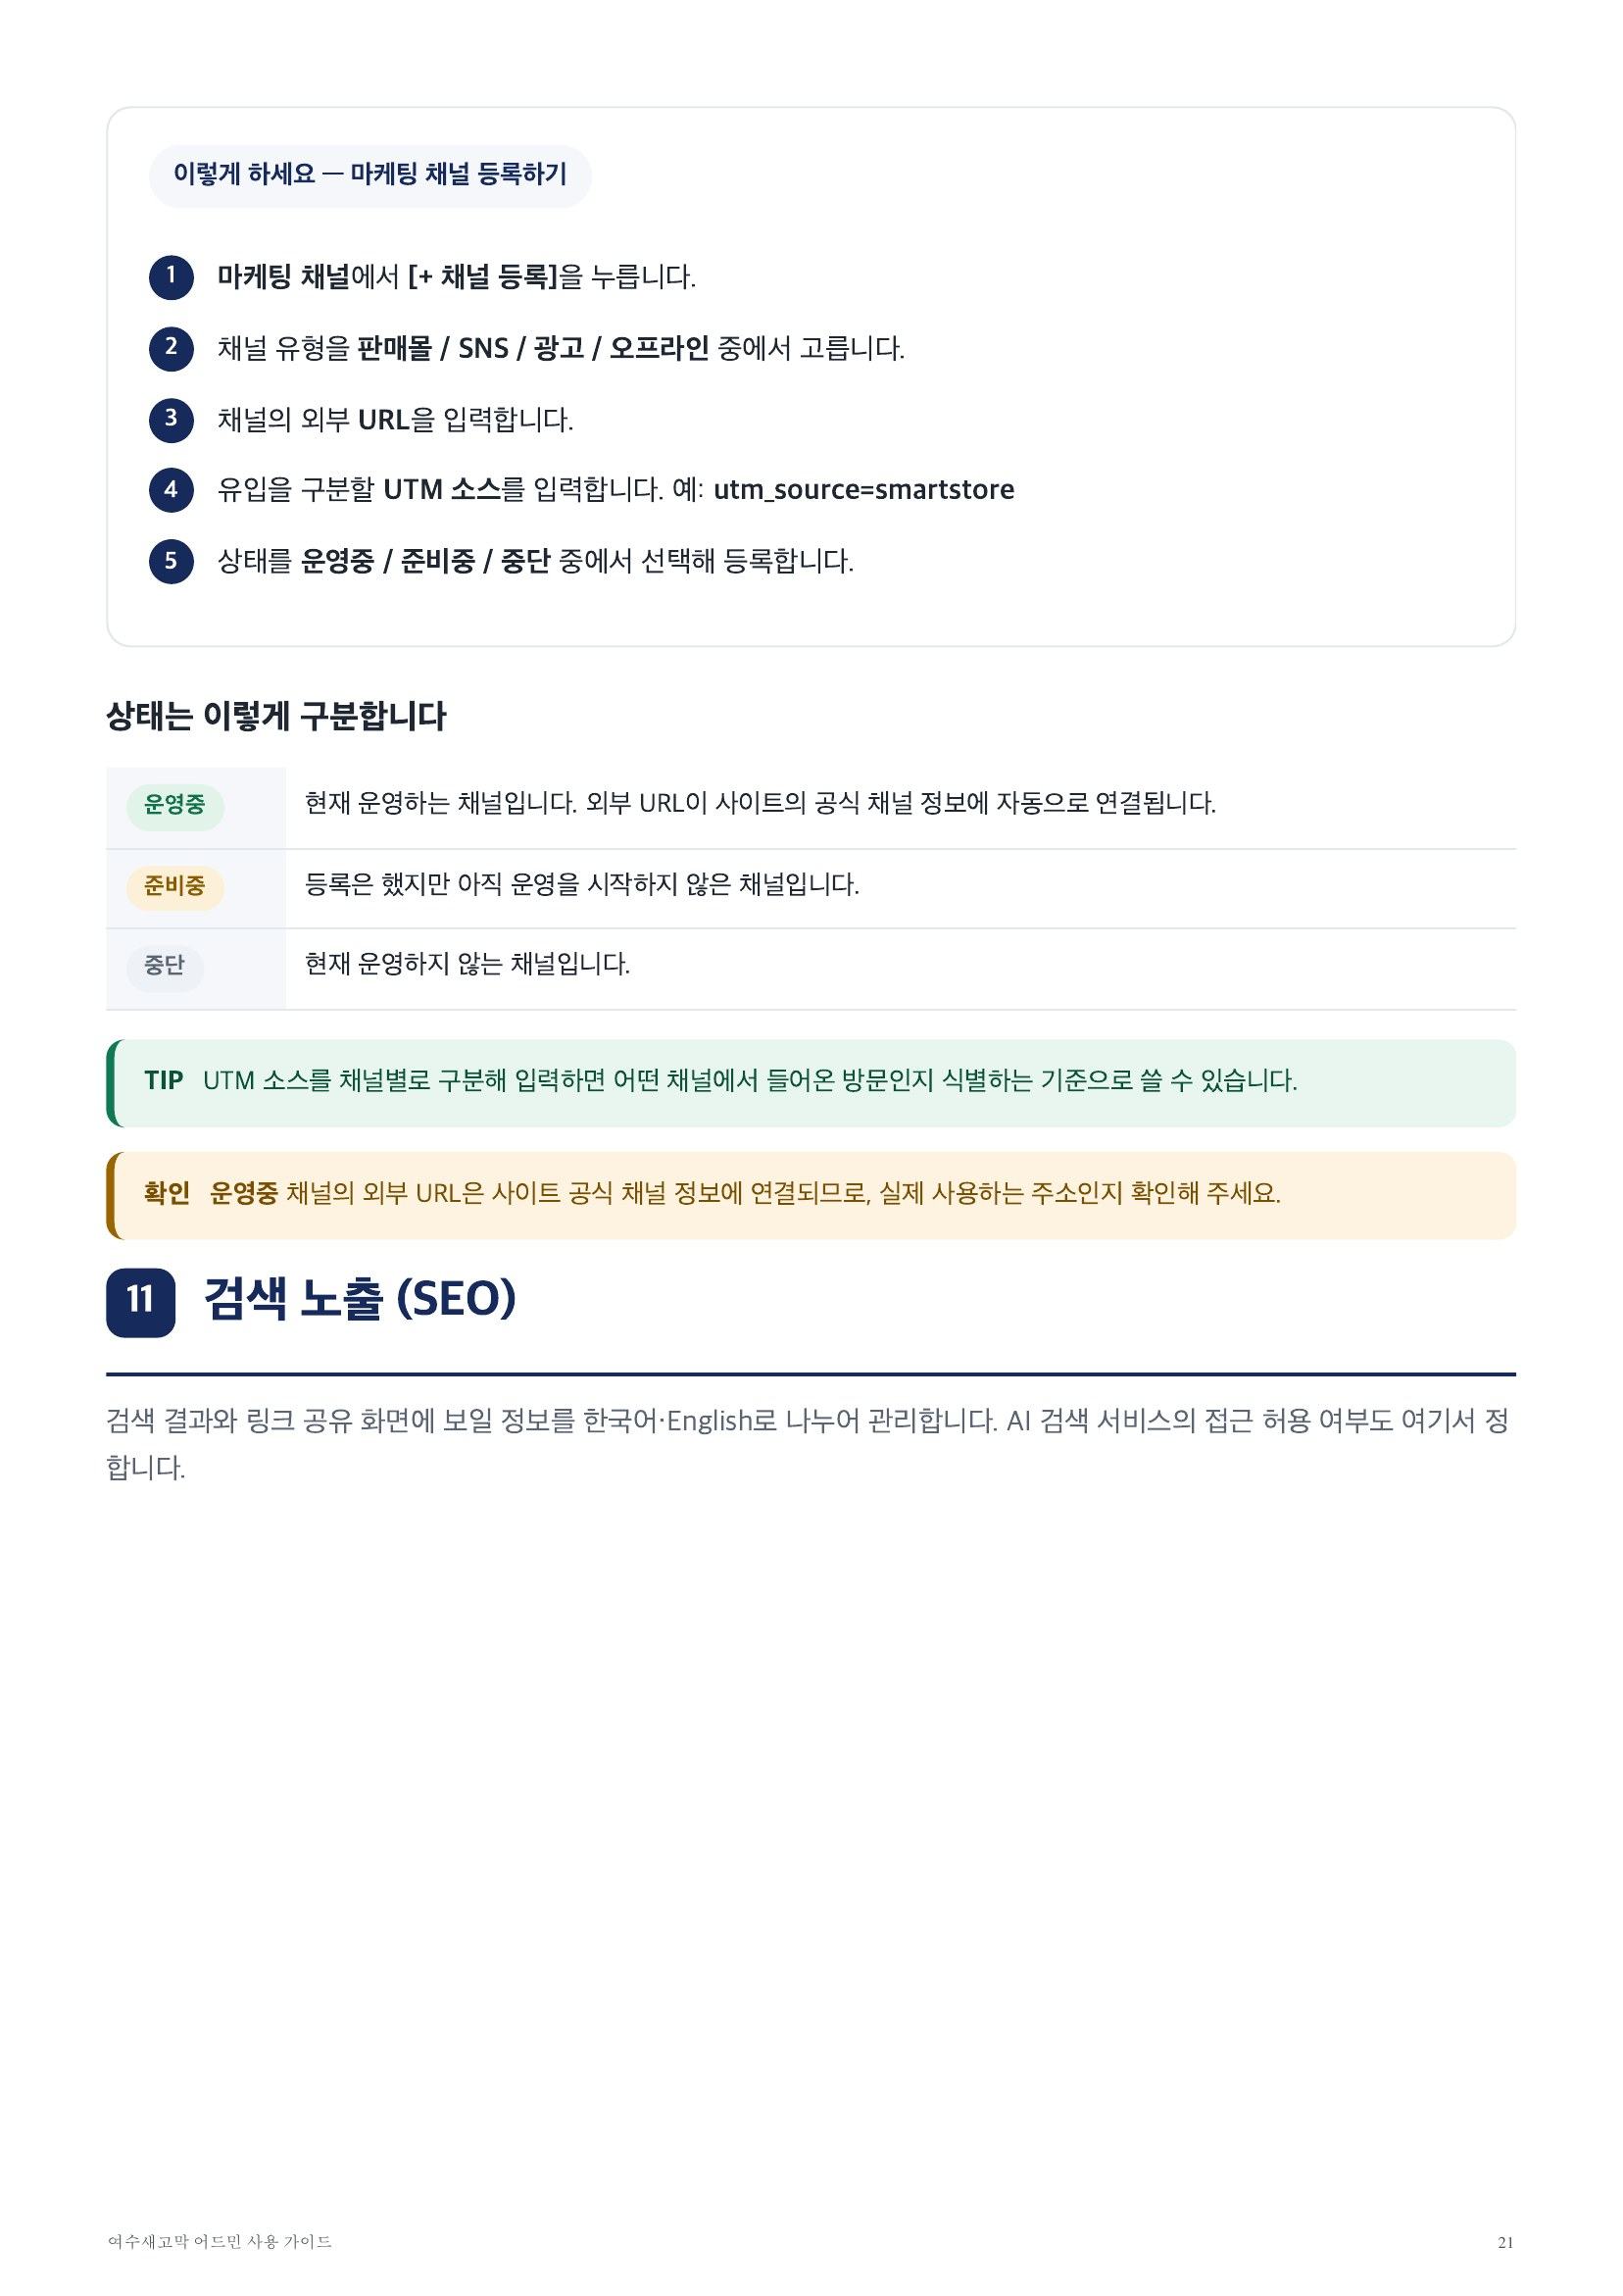 이렇게 하세요 — 마케팅 채널 등록하기
1 마케팅 채널에서 [+ 채널 등록]을 누릅니다.
2 채널 유형을 판매몰 / SNS / 광고 / 오프라인 중에서 고릅니다.
3 채널의 외부 URL을 입력합니다.
4 유입을 구분할 UTM 소스를 입력합니다. 예: utm_source=smartstore
5 상태를 운영중 / 준비중 / 중단 중에서 선택해 등록합니다.
상태는 이렇게 구분합니다
운영중 현재 운영하는 채널입니다. 외부 URL이 사이트의 공식 채널 정보에 자동으로 연결됩니다.
준비중 등록은 했지만 아직 운영을 시작하지 않은 채널입니다.
중단 현재 운영하지 않는 채널입니다.
TIP UTM 소스를 채널별로 구분해 입력하면 어떤 채널에서 들어온 방문인지 식별하는 기준으로 쓸 수 있습니다.
확인 운영중 채널의 외부 URL은 사이트 공식 채널 정보에 연결되므로, 실제 사용하는 주소인지 확인해 주세요.
11 검색 노출 (SEO)
검색 결과와 링크 공유 화면에 보일 정보를 한국어·English로 나누어 관리합니다. AI 검색 서비스의 접근 허용 여부도 여기서 정
합니다.
여수새고막 어드민 사용 가이드 21